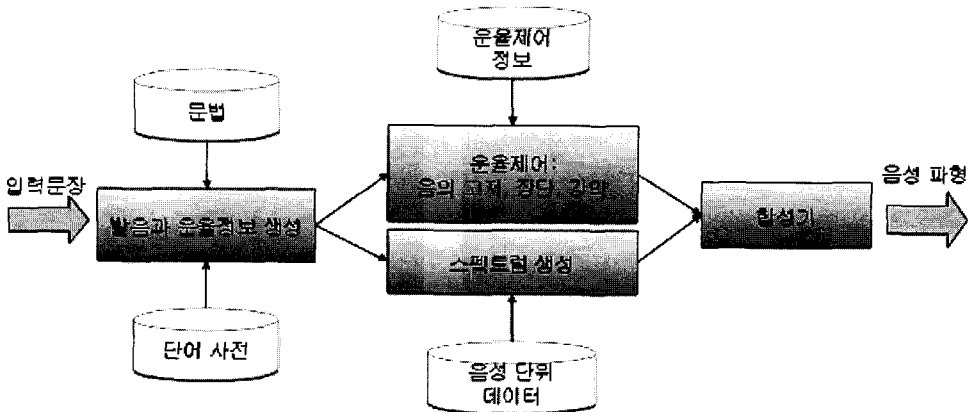 운율제어
정보
문법
입력문장
발음과 운율정보 생성
운율제어:
음의 고저, 장단, 강약
스펙트럼 생성
합성기
음성 파형
단어 사전
음성 단위
데이터